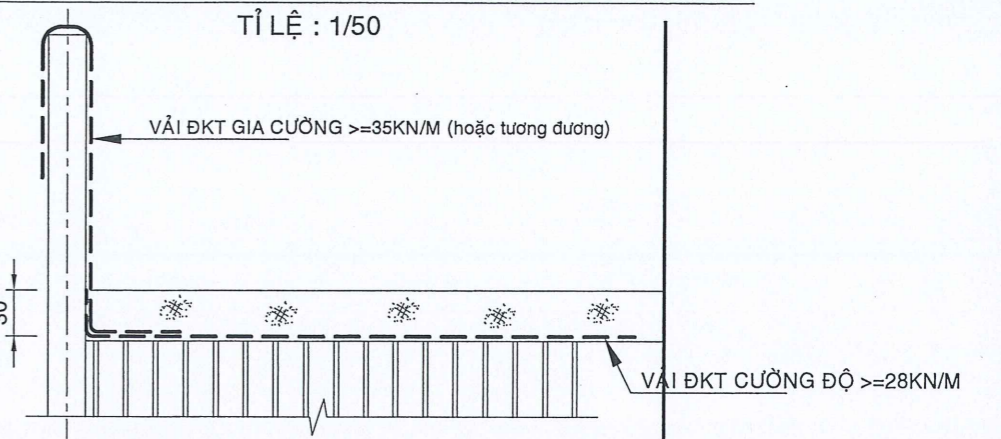 TỈ LỆ : 1/50
VẢI ĐKT GIA CƯỜNG >=35KN/M (hoặc tương đương)
VẢI ĐKT CƯỜNG ĐỘ >=28KN/M